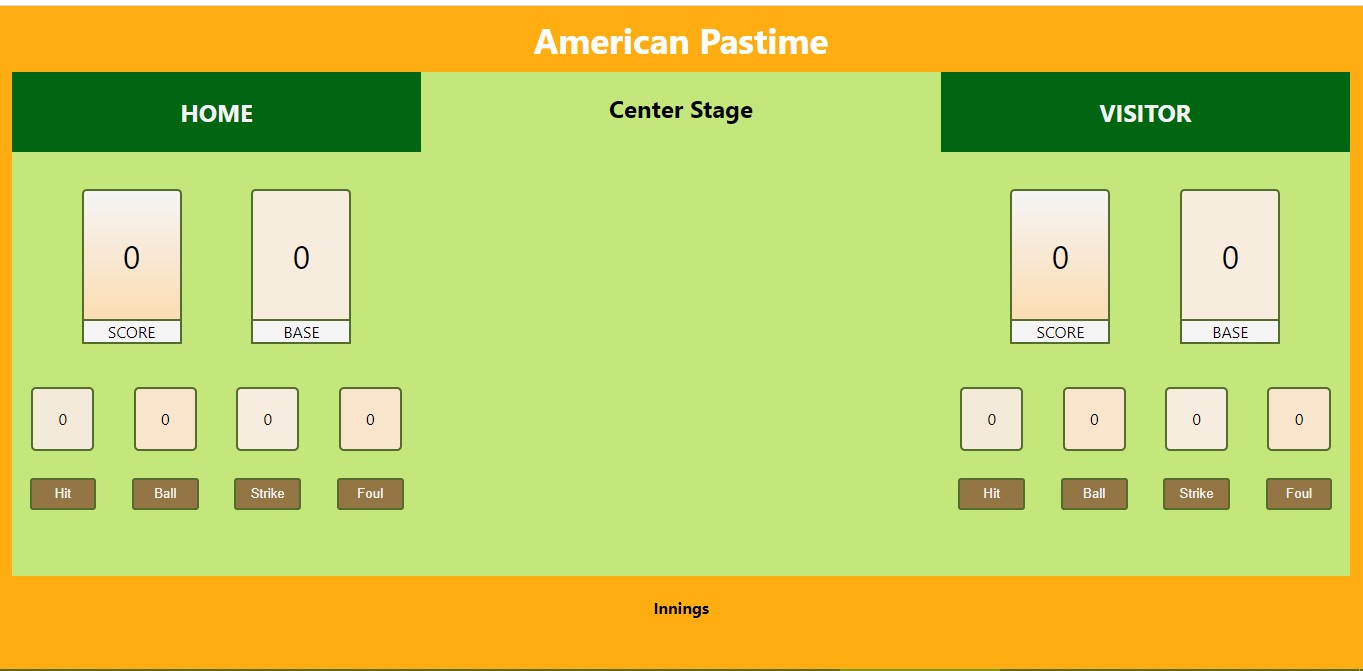 American Pastime
HOME Center Stage VISITOR
0 0 0 0
SCORE BASE SCORE BASE
0 0 0 0 0 0 0 0
Hit Ball Strike Foul Hit Ball Strike Foul
Innings